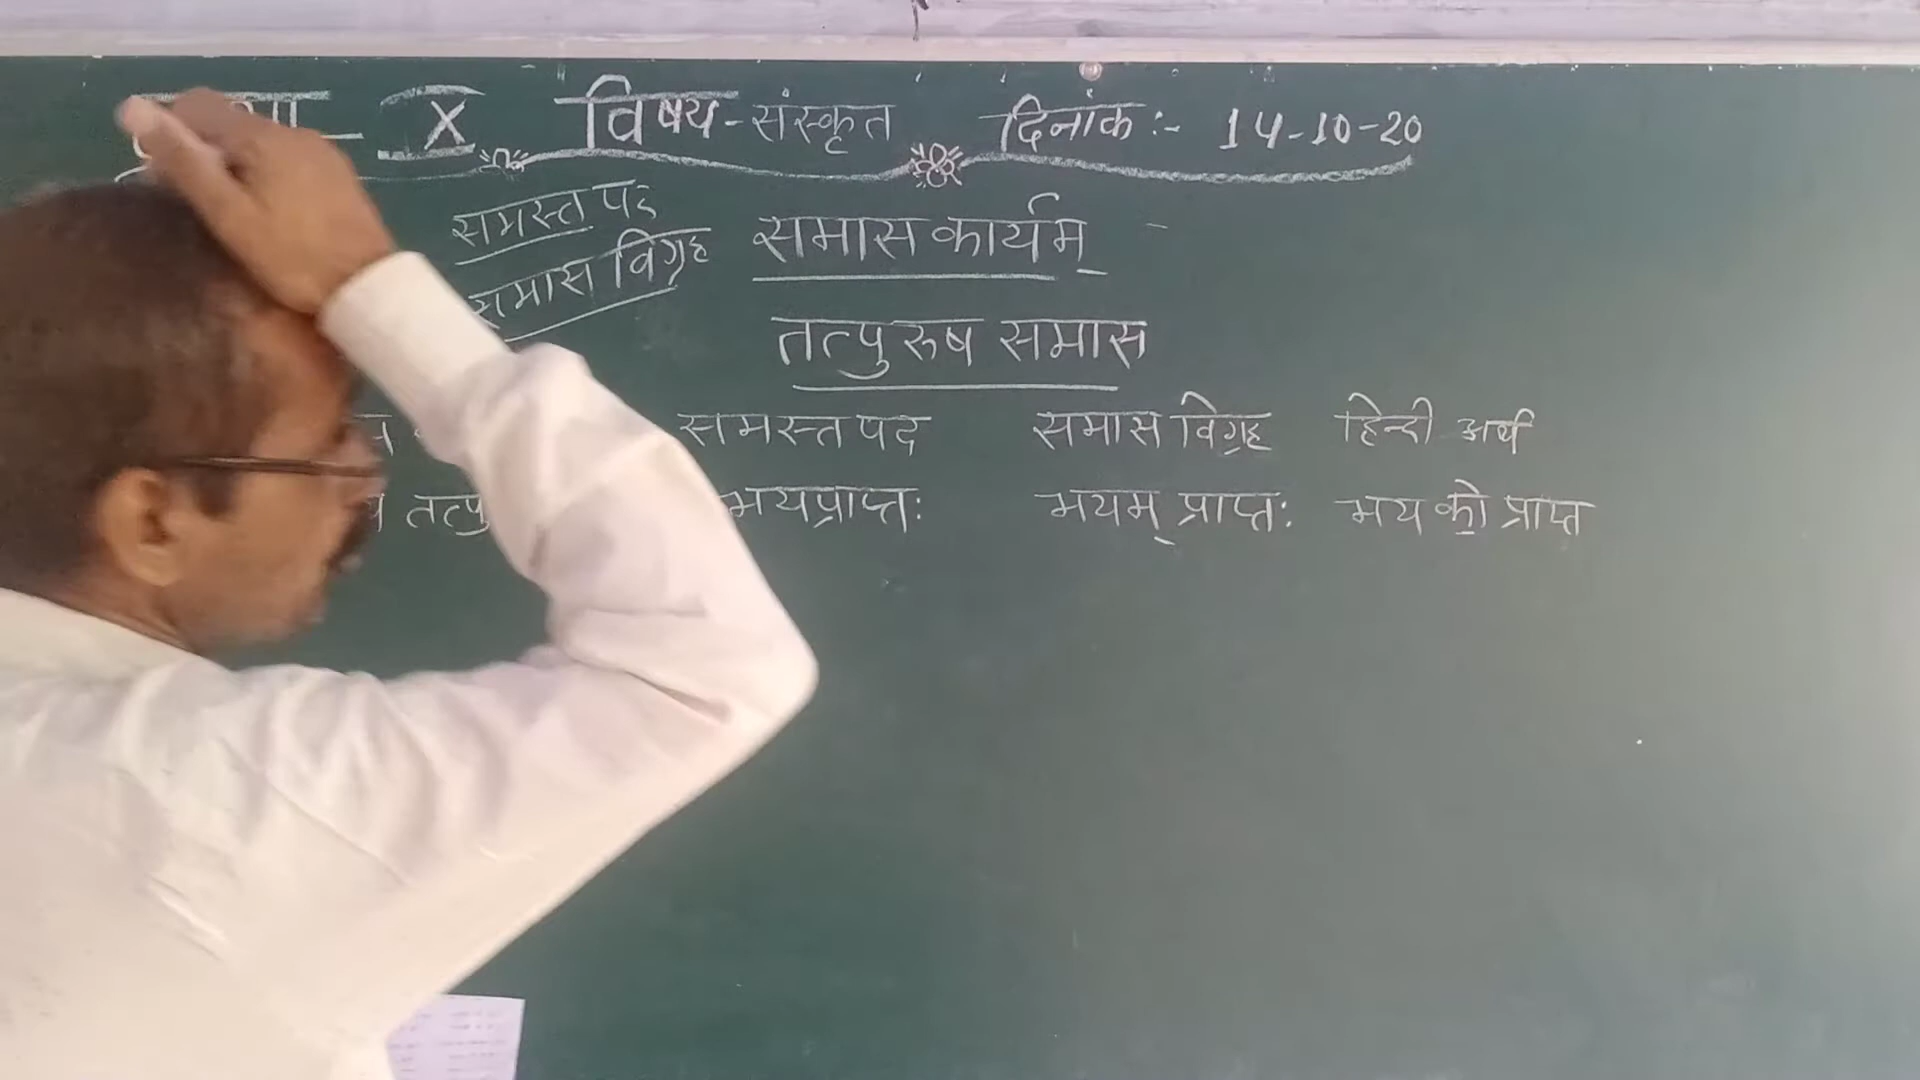 X विषय - संस्कृत दिनांक :- 14-10-20
समस्त पद
समास विग्रह
समास कार्यम्
तत्पुरुष समास
समस्त पद समास विग्रह हिन्दी अर्थ
भयप्राप्तः भयम् प्राप्तः भय को प्राप्त